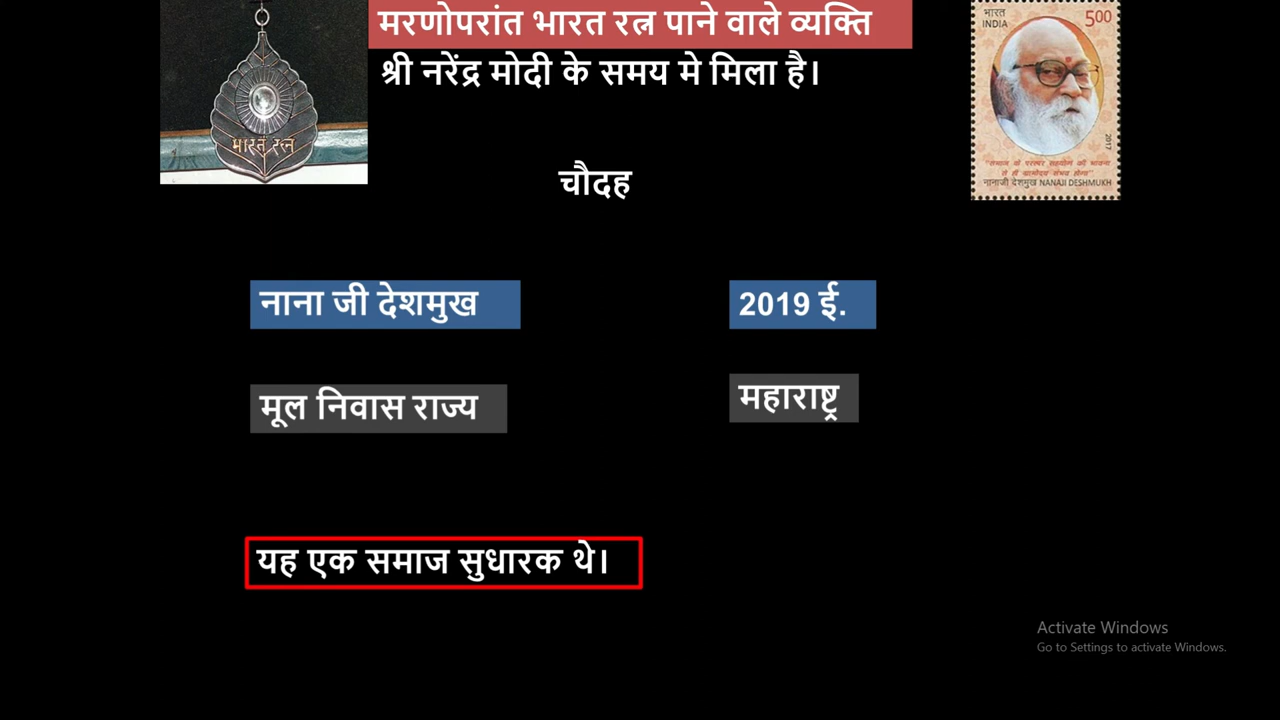 मरणोपरांत भारत रत्न पाने वाले व्यक्ति
श्री नरेंद्र मोदी के समय मे मिला है।
भारत रत्न
भारत
INDIA
500
2017
नानाजी देशमुख NANAJI DESHMUKH
चौदह
नाना जी देशमुख
2019 ई.
मूल निवास राज्य
महाराष्ट्र
यह एक समाज सुधारक थे।
Activate Windows
Go to Settings to activate Windows.